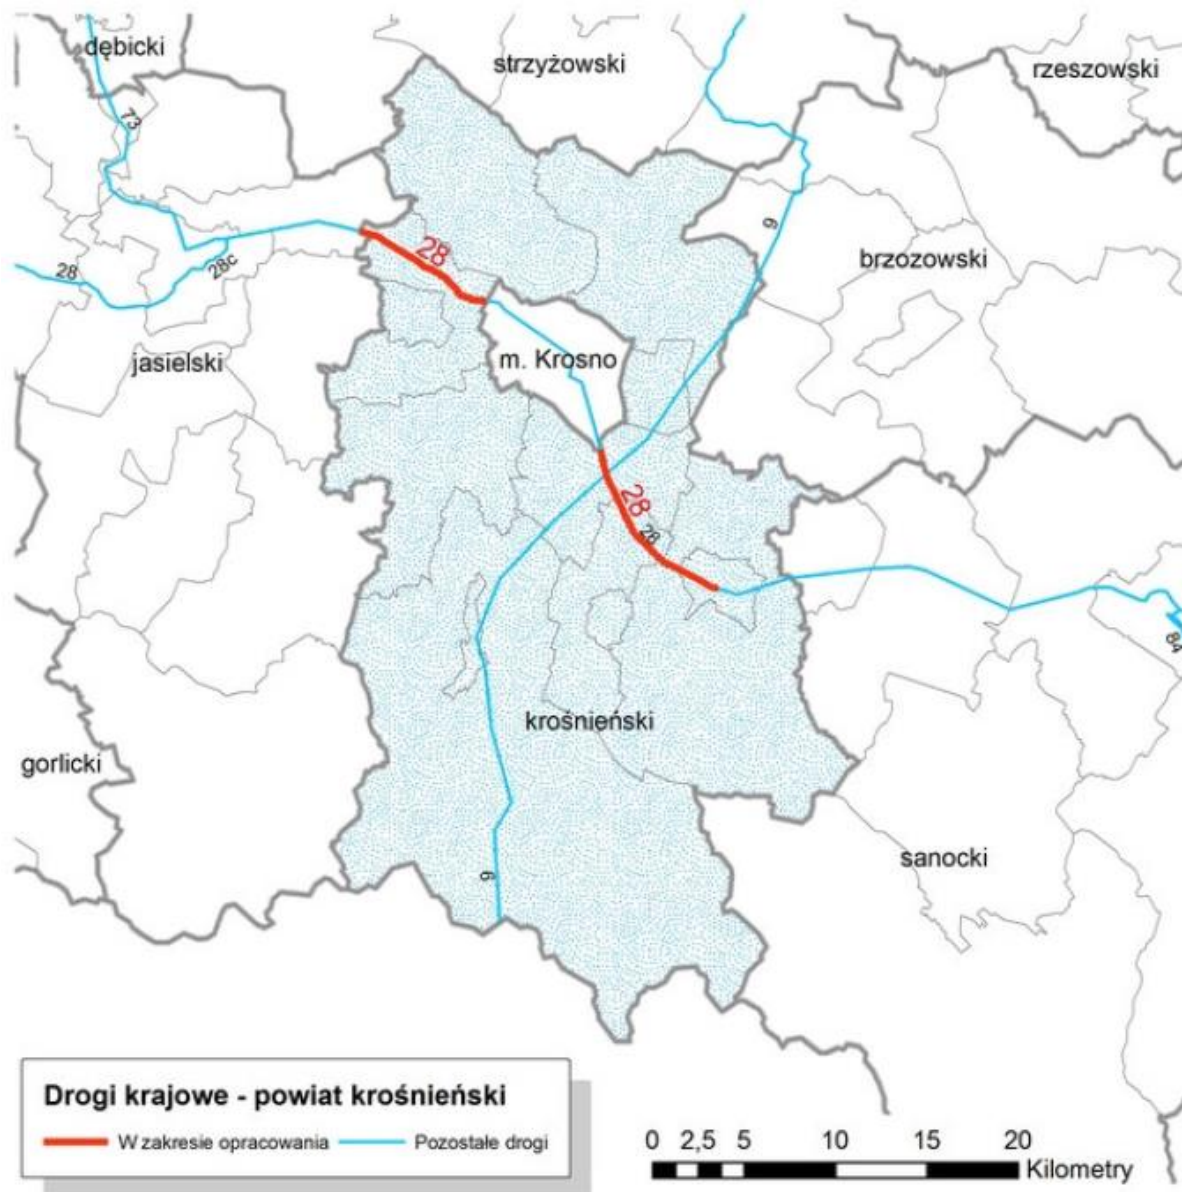 dębicki
strzyżowski
rzeszowski
73
9
28
28
28c
brzozowski
jasielski
m. Krosno
28
28
84
krośnieński
gorlicki
sanocki
9
Drogi krajowe - powiat krośnieński
W zakresie opracowania
Pozostałe drogi
0 2,5 5 10 15 20
Kilometry